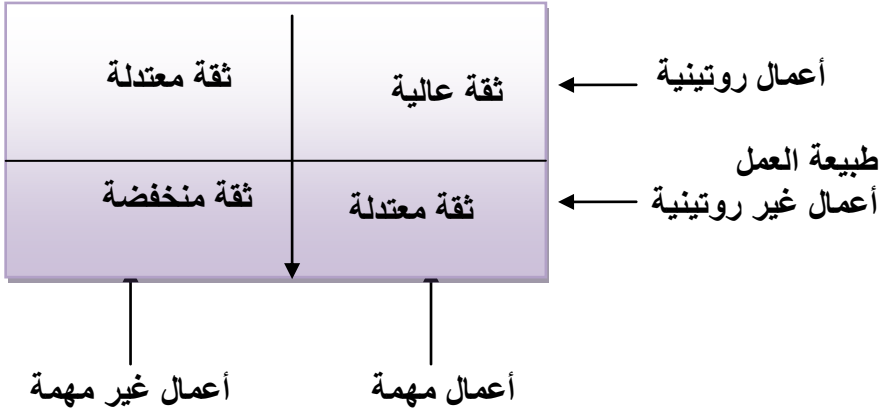 أعمال روتينية
ثقة عالية
ثقة معتدلة
طبيعة العمل
أعمال غير روتينية
ثقة معتدلة
ثقة منخفضة
أعمال مهمة
أعمال غير مهمة